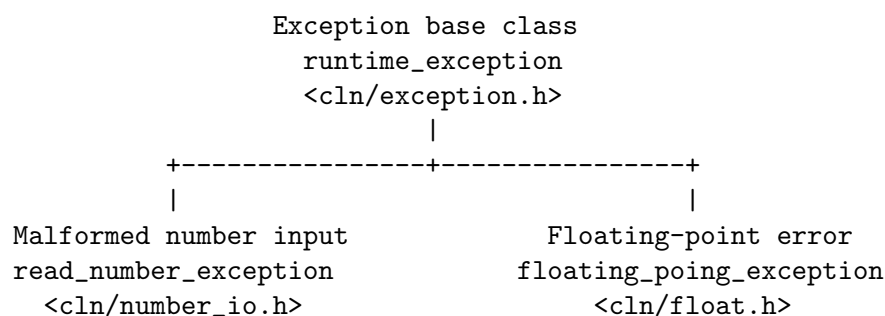 Exception base class
runtime_exception
<cln/exception.h>
|
+----------------+---------------+
| |
Malformed number input Floating-point error
read_number_exception floating_poing_exception
<cln/number_io.h> <cln/float.h>